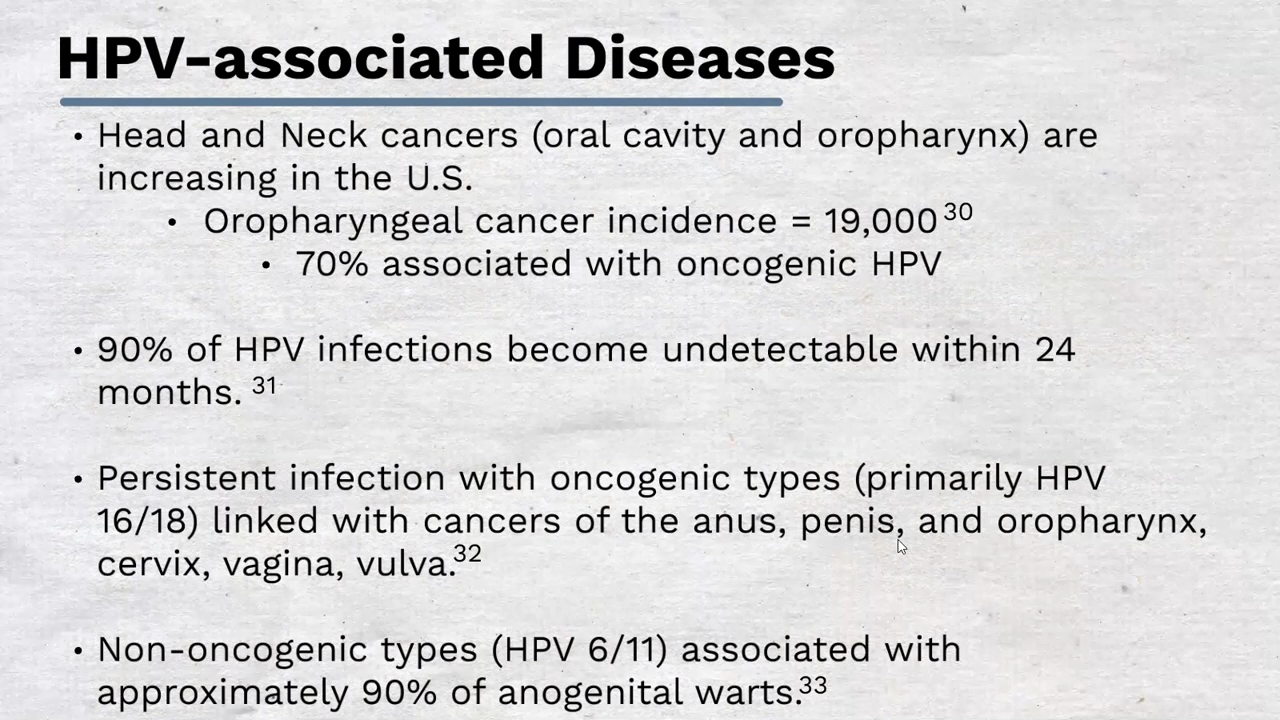 HPV-associated Diseases
• Head and Neck cancers (oral cavity and oropharynx) are
increasing in the U.S.
• Oropharyngeal cancer incidence = 19,000 30
• 70% associated with oncogenic HPV
• 90% of HPV infections become undetectable within 24
months. 31
• Persistent infection with oncogenic types (primarily HPV
16/18) linked with cancers of the anus, penis, and oropharynx,
cervix, vagina, vulva.32
• Non-oncogenic types (HPV 6/11) associated with
approximately 90% of anogenital warts.33